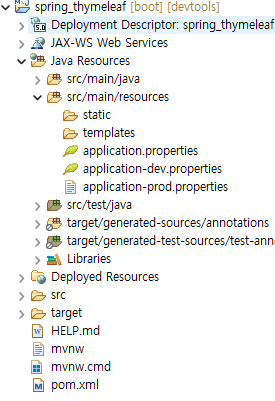 spring_thymeleaf [boot] [devtools]
Deployment Descriptor: spring_thymeleaf
JAX-WS Web Services
Java Resources
src/main/java
src/main/resources
static
templates
application.properties
application-dev.properties
application-prod.properties
src/test/java
target/generated-sources/annotations
target/generated-test-sources/test-ann
Libraries
Deployed Resources
src
target
HELP.md
mvnw
mvnw.cmd
pom.xml